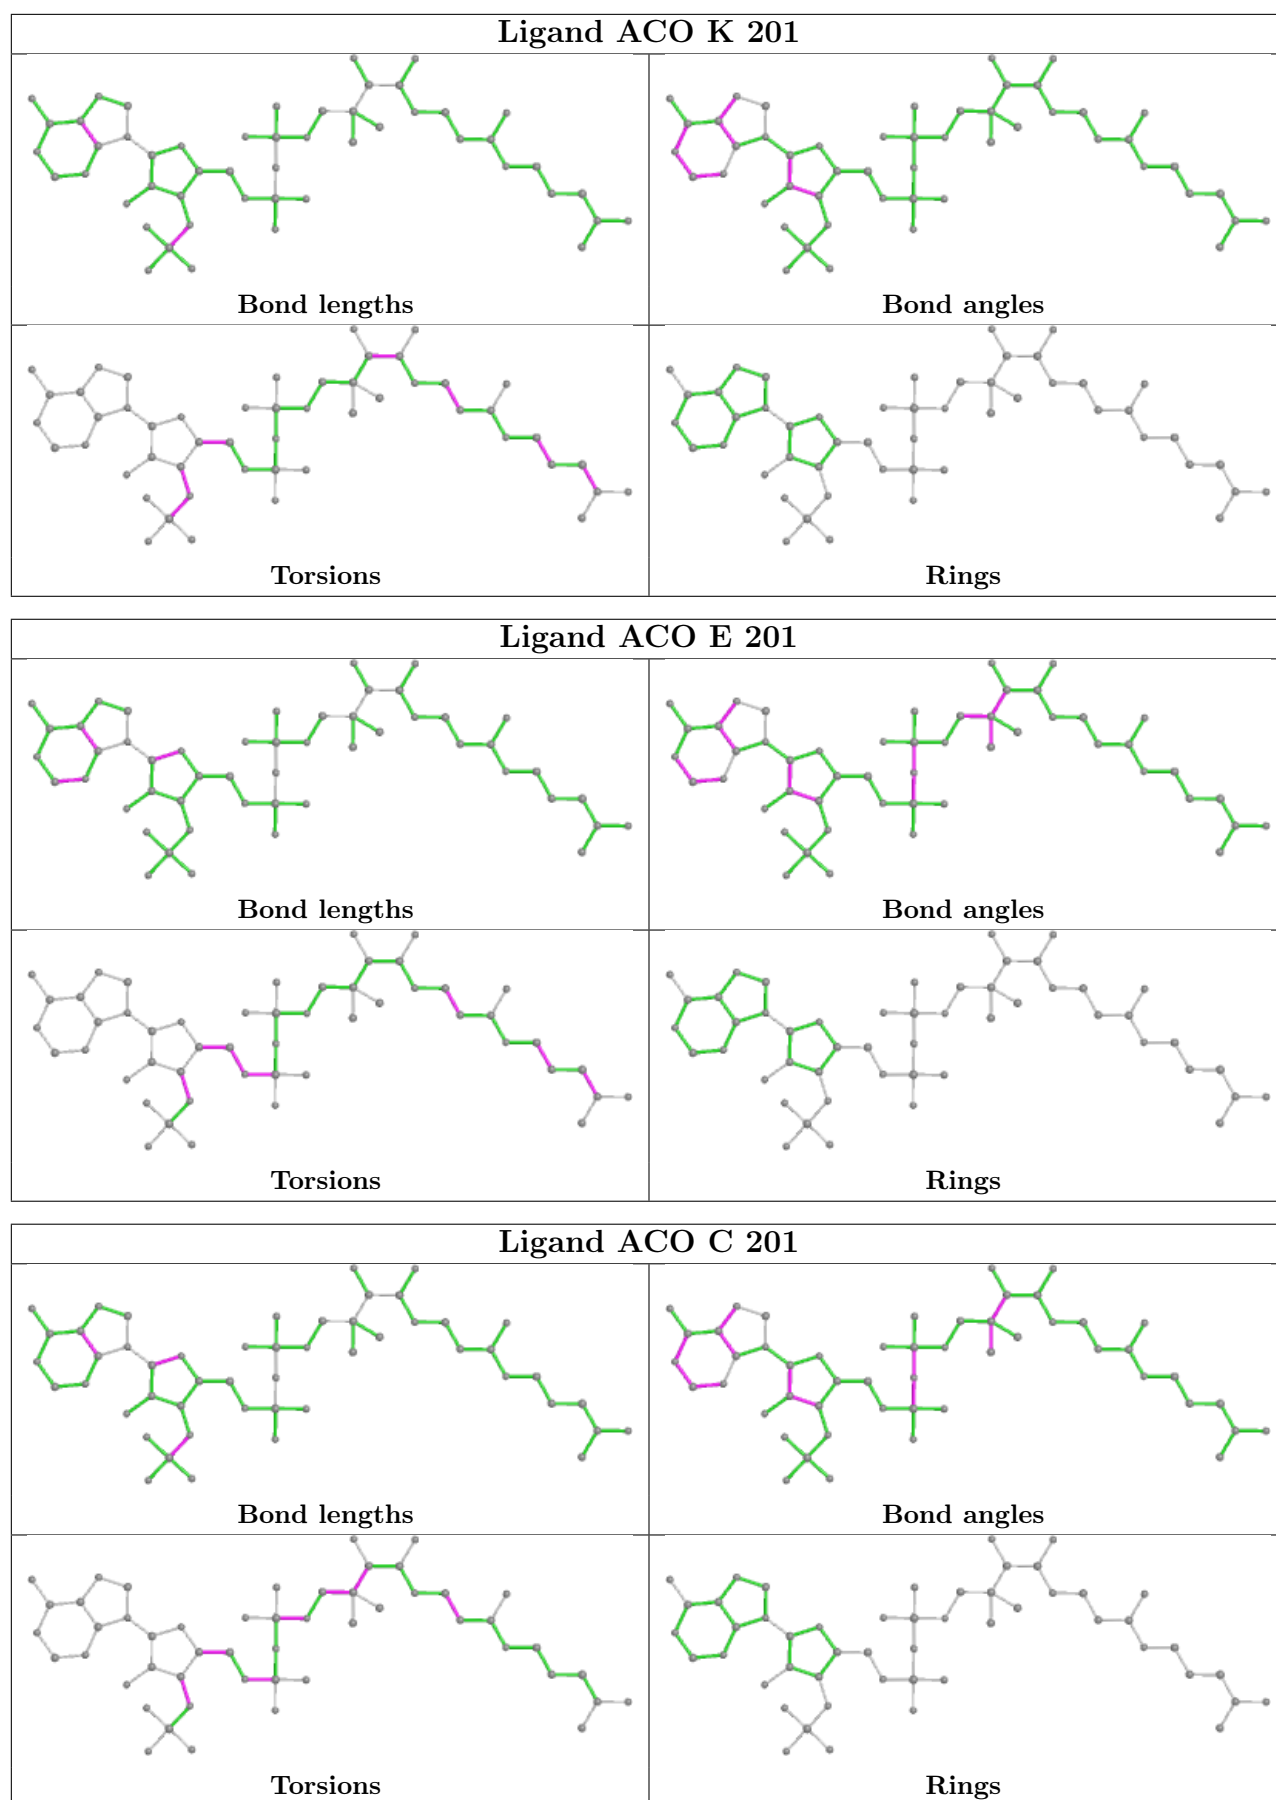 Ligand ACO K 201
Bond lengths
Bond angles
Torsions
Rings
Ligand ACO E 201
Bond lengths
Bond angles
Torsions
Rings
Ligand ACO C 201
Bond lengths
Bond angles
Torsions
Rings